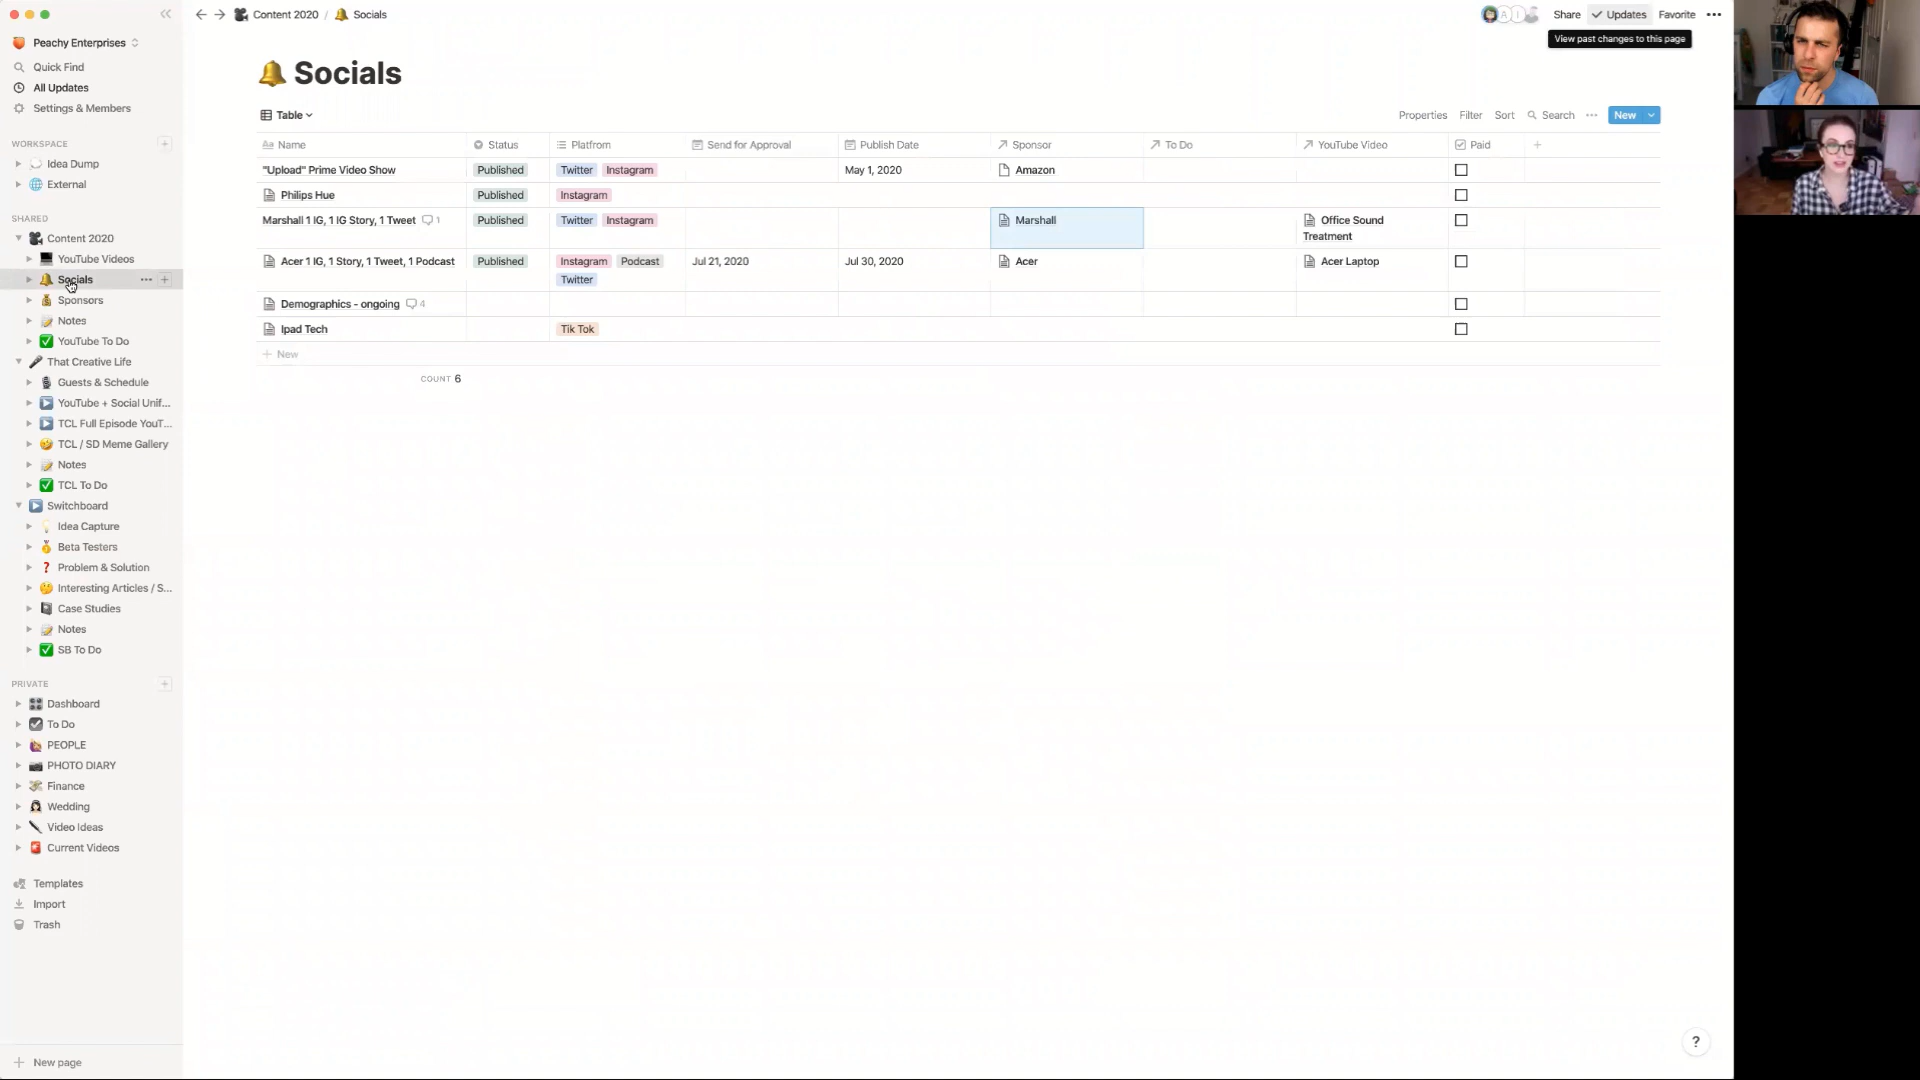 Peachy Enterprises
Quick Find
All Updates
Settings & Members
WORKSPACE
Idea Dump
External
SHARED
Content 2020
YouTube Videos
Socials
Sponsors
Notes
YouTube To Do
That Creative Life
Guests & Schedule
YouTube + Social Unif...
TCL Full Episode YouT...
TCL / SD Meme Gallery
Notes
TCL To Do
Switchboard
Idea Capture
Beta Testers
Problem & Solution
Interesting Articles / S...
Case Studies
Notes
SB To Do
PRIVATE
Dashboard
To Do
PEOPLE
PHOTO DIARY
Finance
Wedding
Video Ideas
Current Videos
Templates
Import
Trash
New page
Content 2020 / Socials
Share Updates Favorite
View past changes to this page
Socials
Table
Properties Filter Sort Search New
Aa Name Status Platfrom Send for Approval Publish Date Sponsor To Do YouTube Video Paid
"Upload" Prime Video Show Published Twitter Instagram May 1, 2020 Amazon
Philips Hue Published Instagram
Marshall 1 IG, 1 IG Story, 1 Tweet 1 Published Twitter Instagram Marshall Office Sound
Treatment
Acer 1 IG, 1 Story, 1 Tweet, 1 Podcast Published Instagram Podcast Jul 21, 2020 Jul 30, 2020 Acer Acer Laptop
Twitter
Demographics - ongoing 4
Ipad Tech Tik Tok
+ New
COUNT 6
?